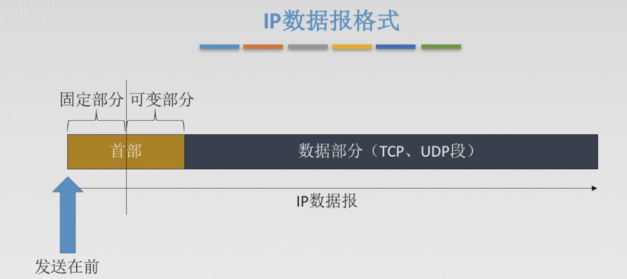 IP数据报格式
固定部分 可变部分
首部 数据部分（TCP、UDP段）
IP数据报
发送在前